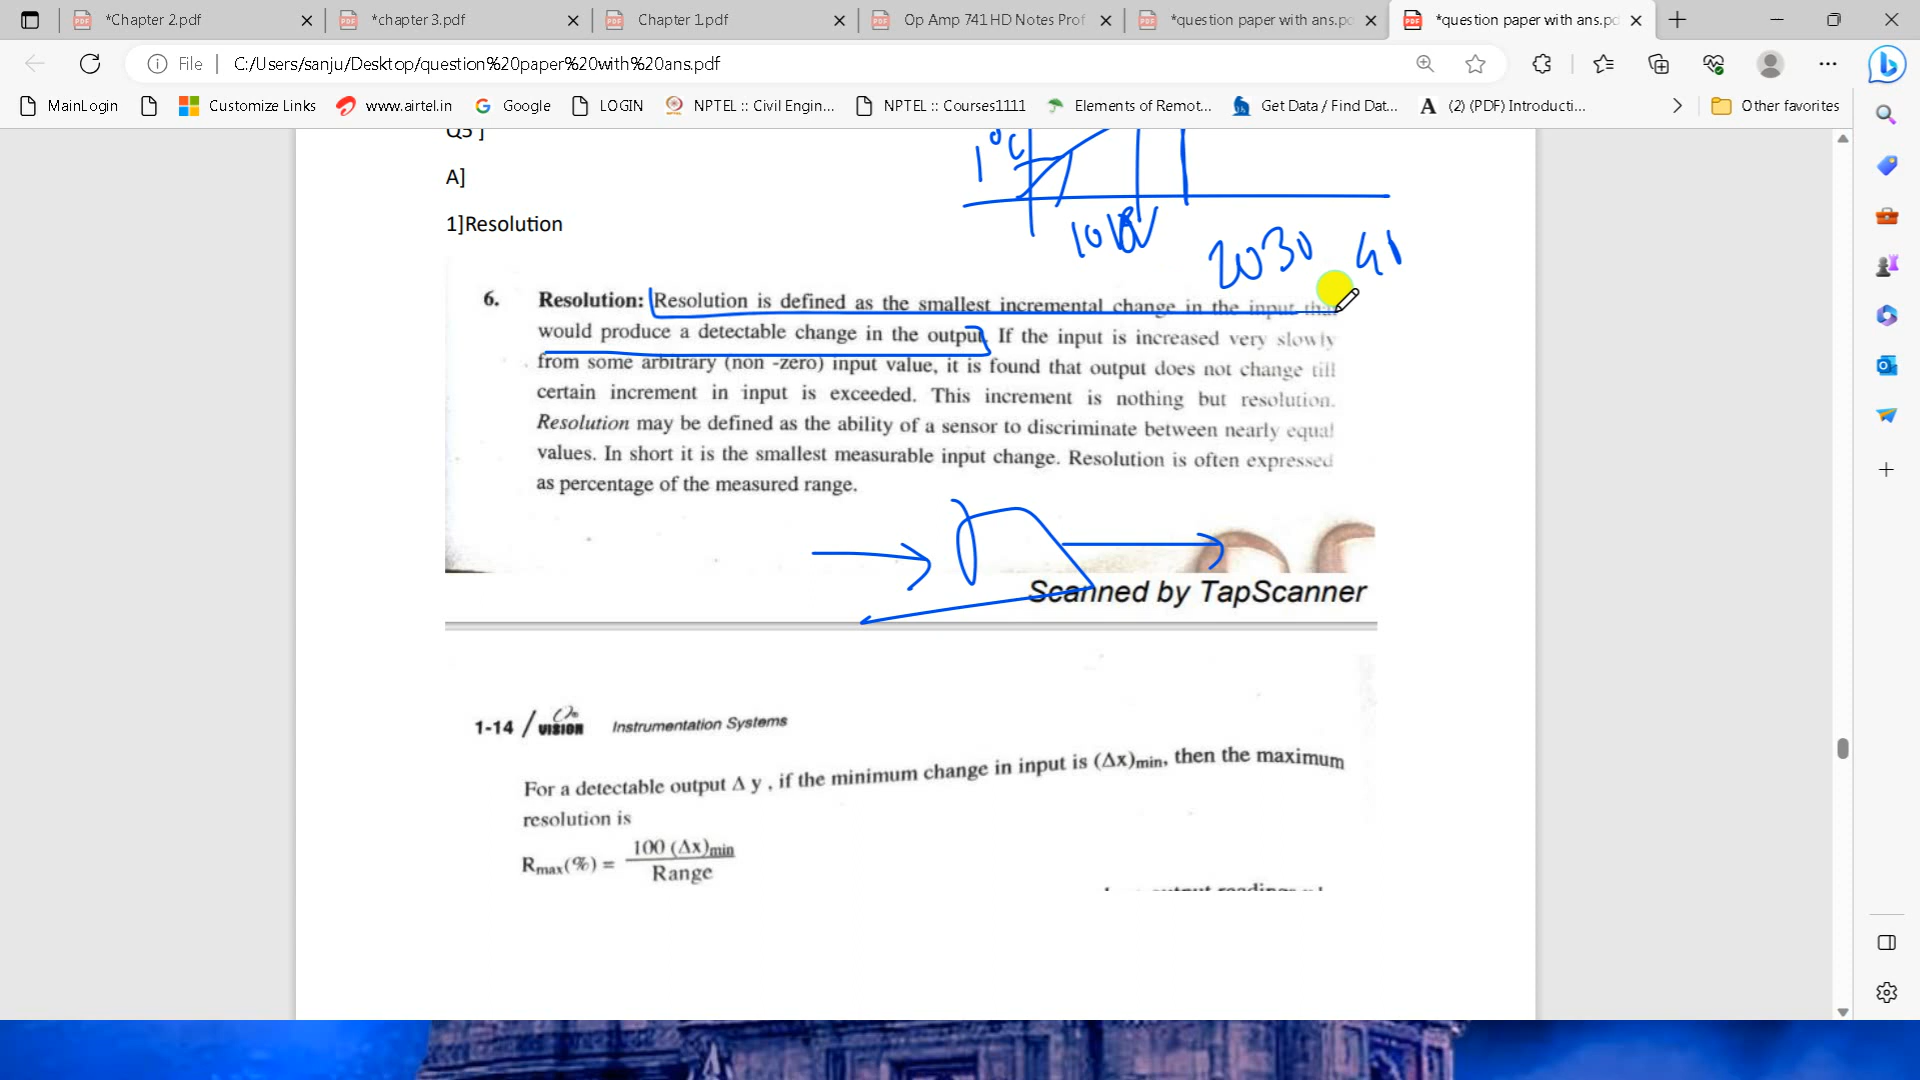 *Chapter 2.pdf
*chapter 3.pdf
Chapter 1.pdf
Op Amp 741 HD Notes Prof
*question paper with ans.pd
*question paper with ans.pd
File
C:/Users/sanju/Desktop/question%20paper%20with%20ans.pdf
MainLogin
Customize Links
www.airtel.in
Google
LOGIN
NPTEL :: Civil Engin...
NPTEL :: Courses1111
Elements of Remot...
Get Data / Find Dat...
(2) (PDF) Introducti...
Other favorites
1°C
A]
1]Resolution
10
20 30
6. Resolution: Resolution is defined as the smallest incremental change in the input that
would produce a detectable change in the output. If the input is increased very slowly
from some arbitrary (non -zero) input value, it is found that output does not change till
certain increment in input is exceeded. This increment is nothing but resolution.
Resolution may be defined as the ability of a sensor to discriminate between nearly equal
values. In short it is the smallest measurable input change. Resolution is often expressed
as percentage of the measured range.
Scanned by TapScanner
1-14 / VISION Instrumentation Systems
For a detectable output Δ y , if the minimum change in input is (Δx)min, then the maximum
resolution is
Rmax(%) = 100 (Δx)min
Range